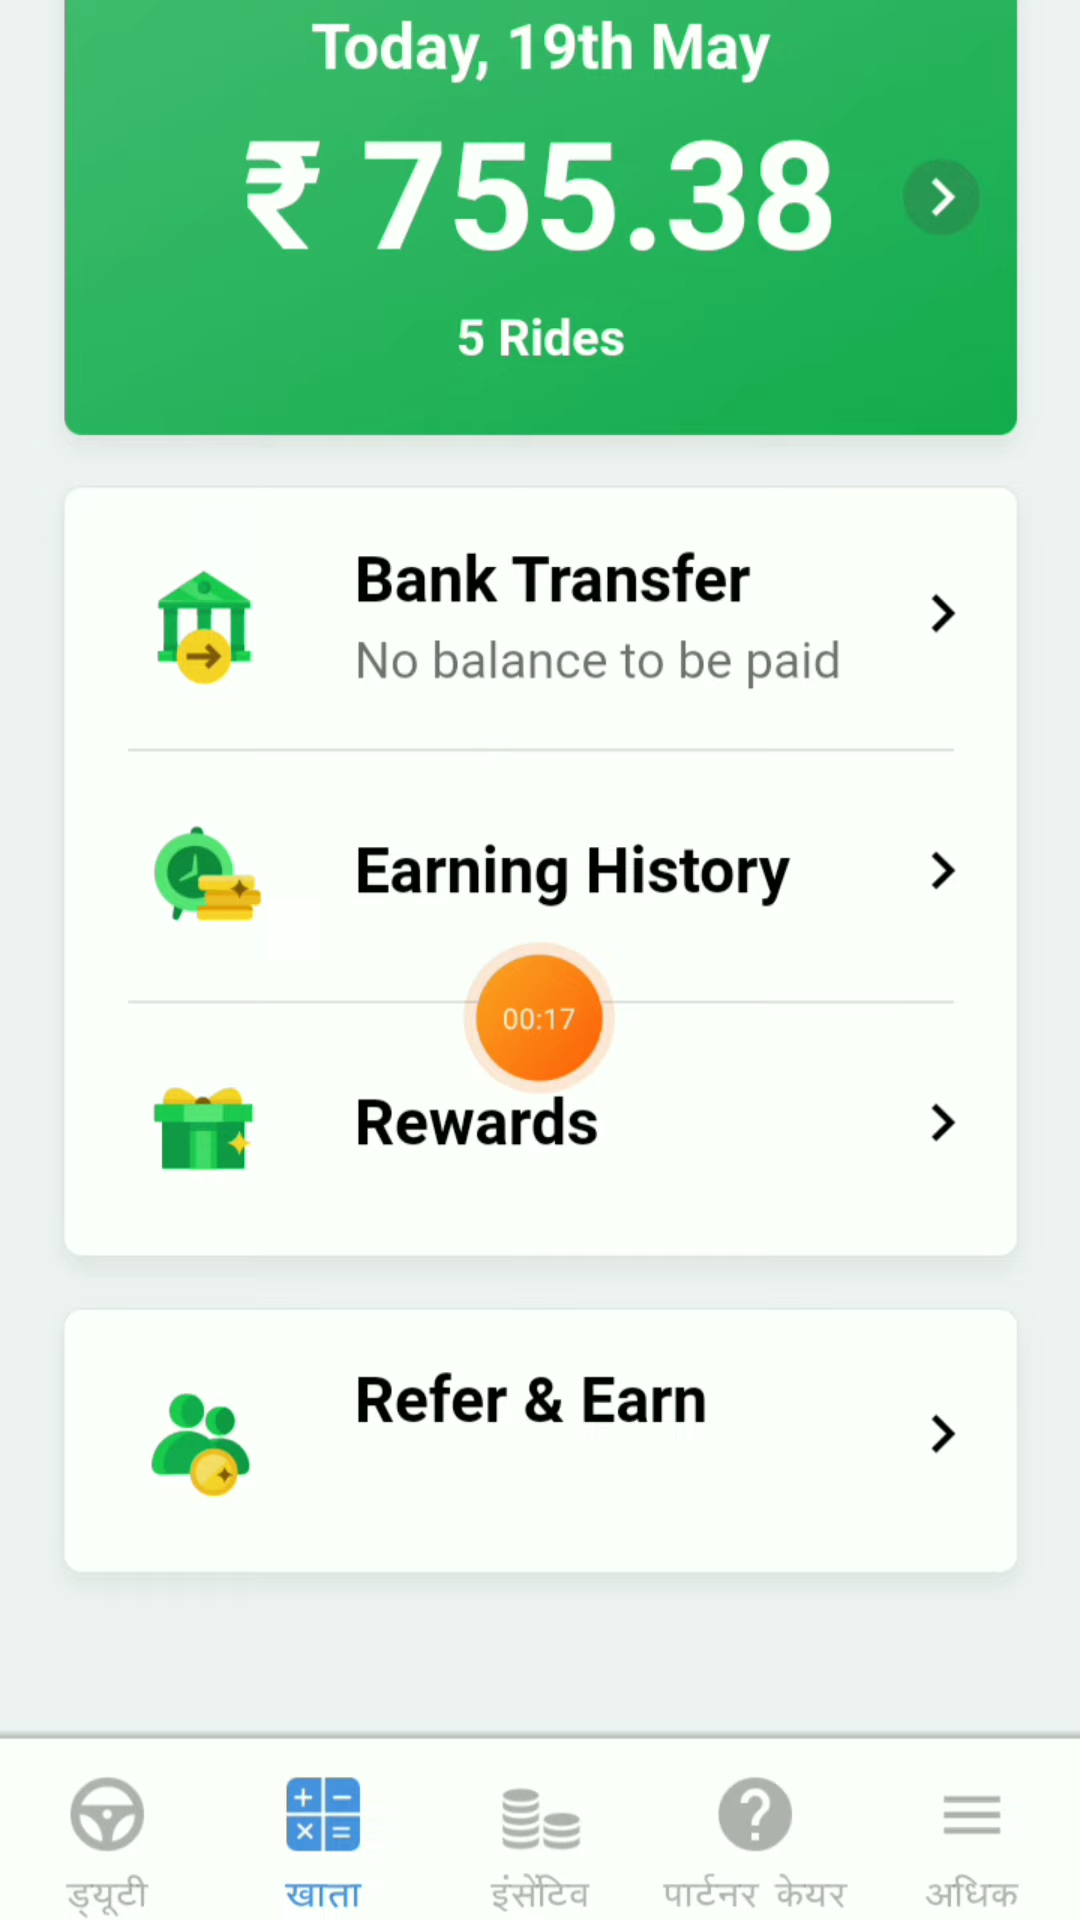 Today, 19th May
₹ 755.38
5 Rides
Bank Transfer
No balance to be paid
Earning History
00:17
Rewards
Refer & Earn
ड्यूटी
खाता
इंसेंटिव
पार्टनर केयर
अधिक